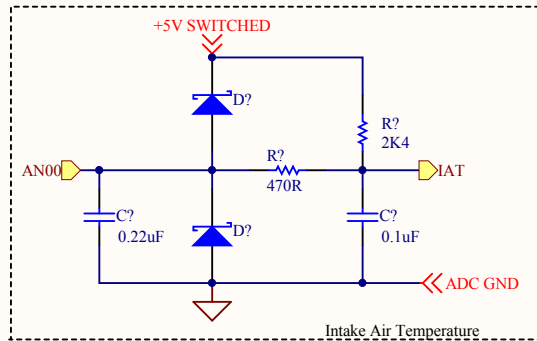 +5V SWITCHED
D?
R?
2K4
R?
470R
AN00
IAT
C?
0.22uF
D?
C?
0.1uF
ADC GND
Intake Air Temperature